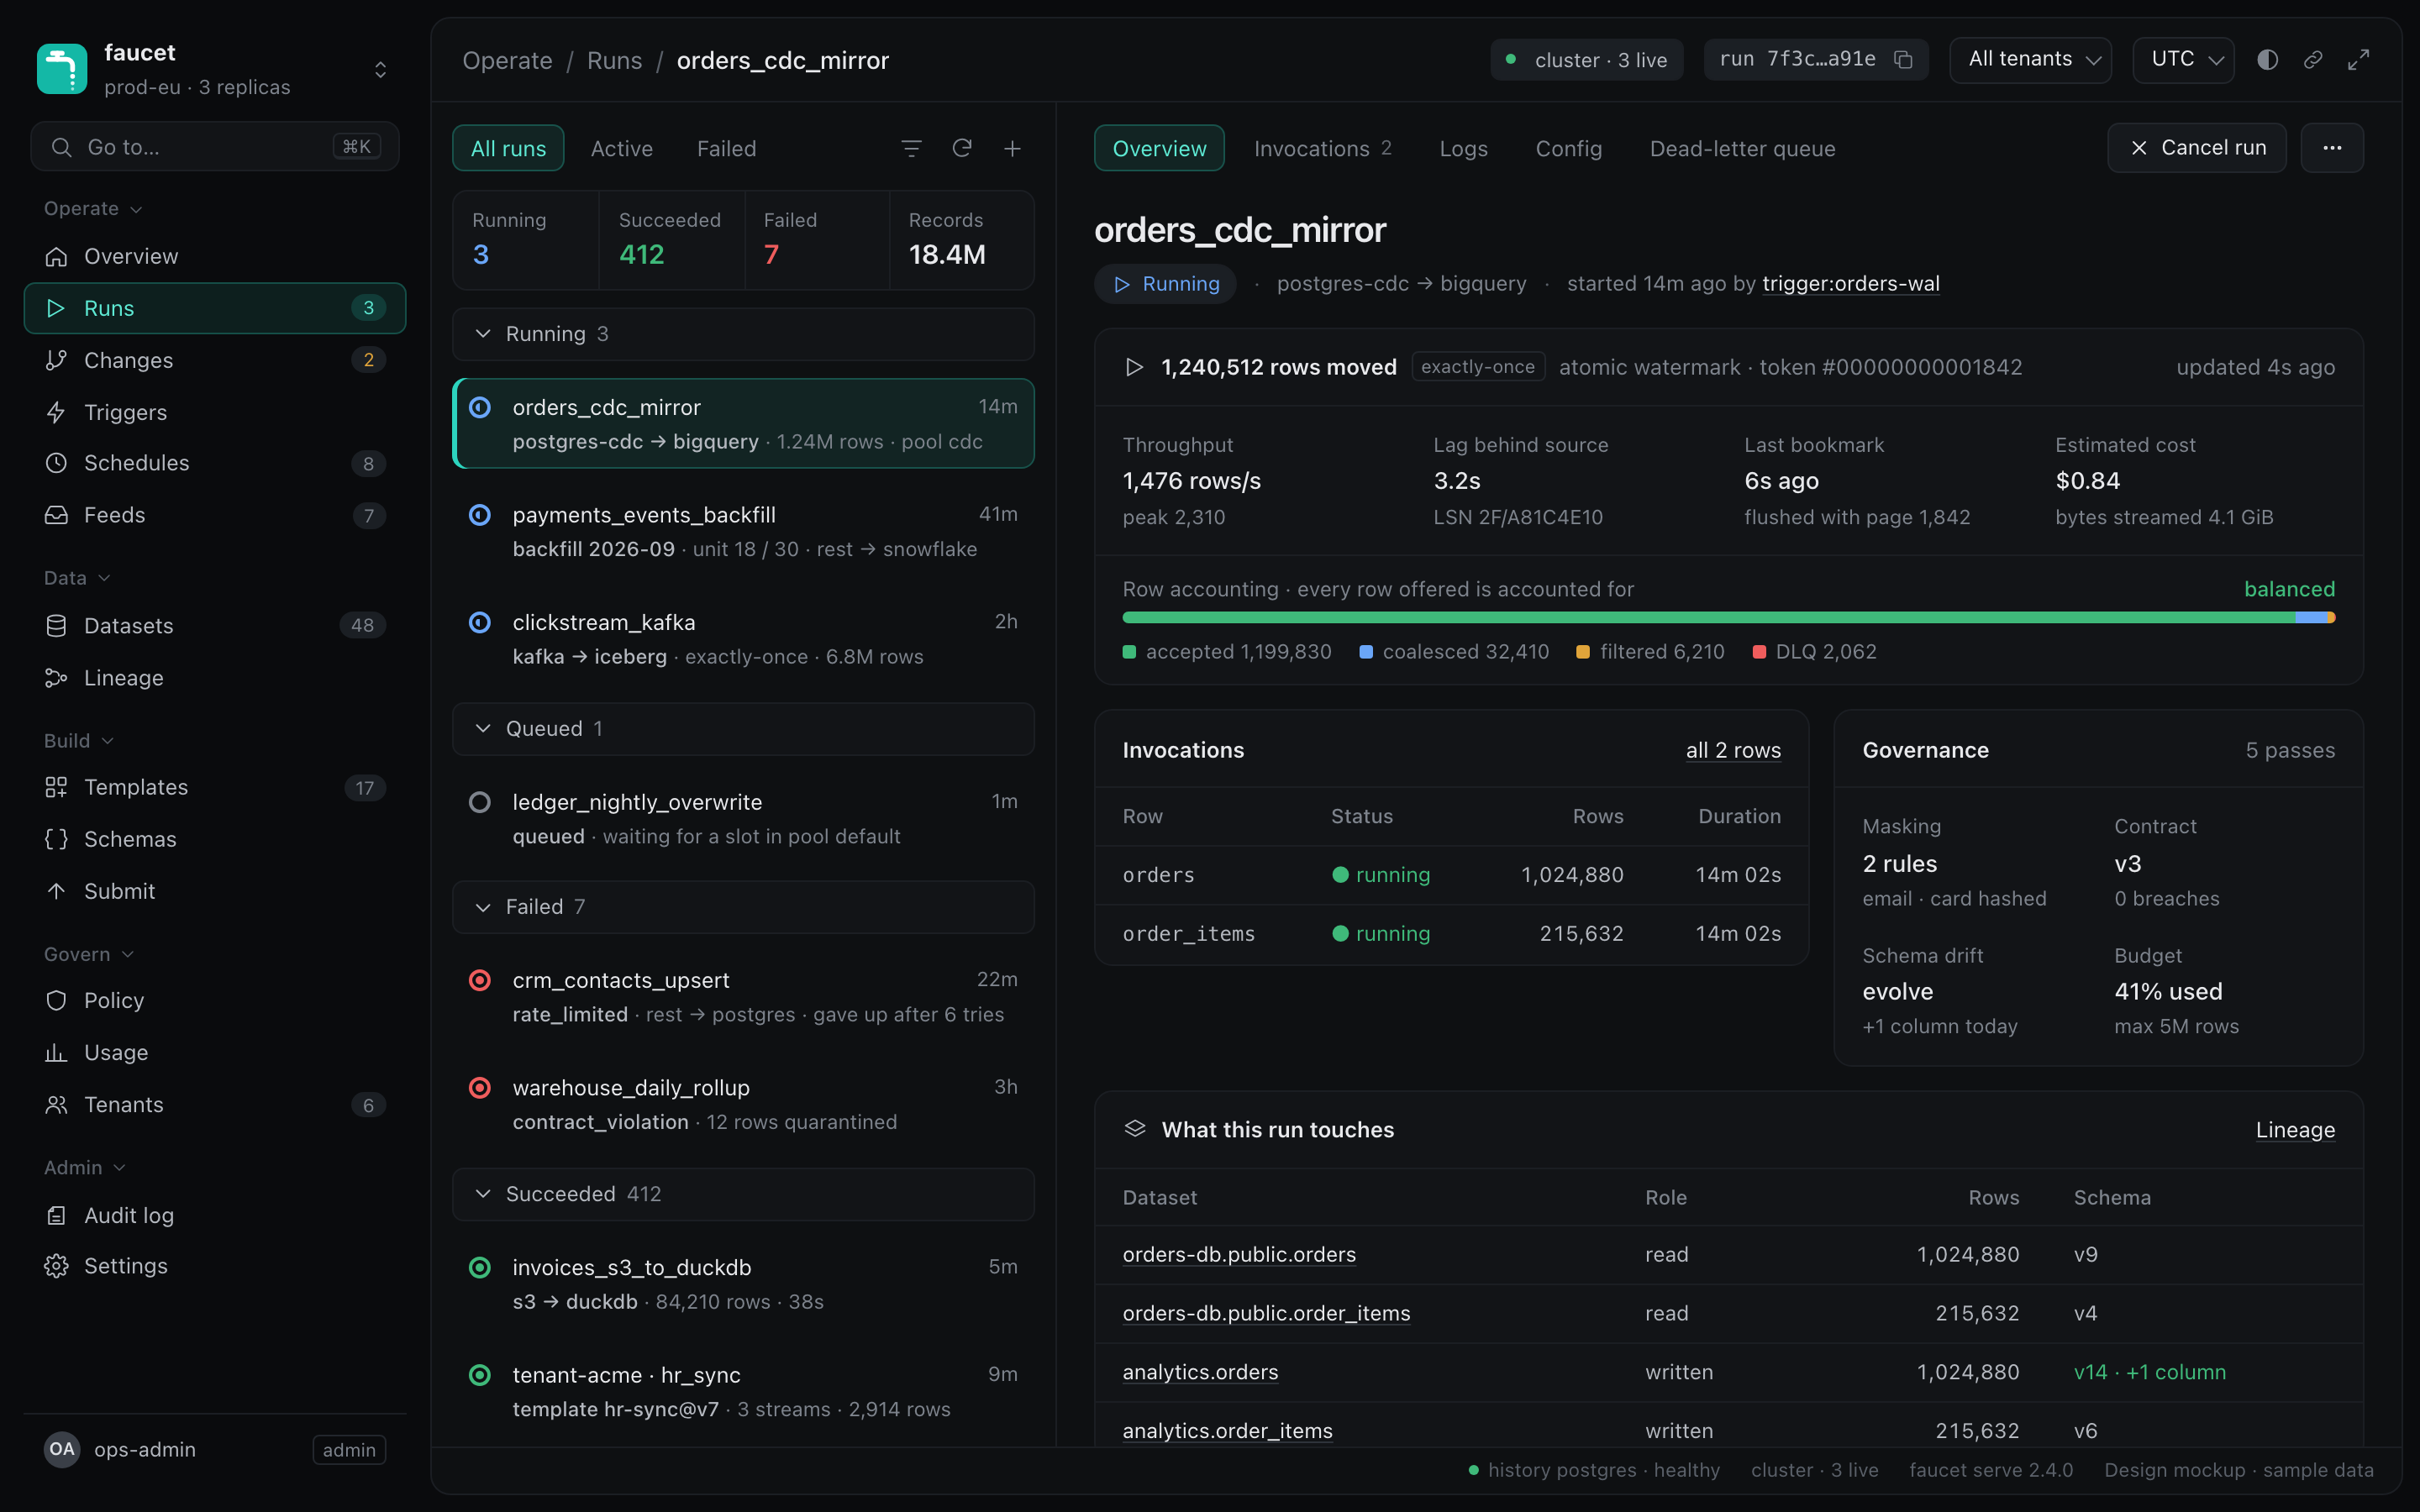 faucet
prod-eu · 3 replicas
Go to...
⌘K
Operate
Overview
Runs 3
Changes 2
Triggers
Schedules 8
Feeds 7
Data
Datasets 48
Lineage
Build
Templates 17
Schemas
Submit
Govern
Policy
Usage
Tenants 6
Admin
Audit log
Settings
OA ops-admin admin
Operate / Runs / orders_cdc_mirror
cluster · 3 live
run 7f3c…a91e
All tenants
UTC
All runs Active Failed
Running Succeeded Failed Records
3 412 7 18.4M
Running 3
orders_cdc_mirror 14m
postgres-cdc → bigquery · 1.24M rows · pool cdc
payments_events_backfill 41m
backfill 2026-09 · unit 18 / 30 · rest → snowflake
clickstream_kafka 2h
kafka → iceberg · exactly-once · 6.8M rows
Queued 1
ledger_nightly_overwrite 1m
queued · waiting for a slot in pool default
Failed 7
crm_contacts_upsert 22m
rate_limited · rest → postgres · gave up after 6 tries
warehouse_daily_rollup 3h
contract_violation · 12 rows quarantined
Succeeded 412
invoices_s3_to_duckdb 5m
s3 → duckdb · 84,210 rows · 38s
tenant-acme · hr_sync 9m
template hr-sync@v7 · 3 streams · 2,914 rows
Overview Invocations 2 Logs Config Dead-letter queue
Cancel run
orders_cdc_mirror
Running · postgres-cdc → bigquery · started 14m ago by trigger:orders-wal
1,240,512 rows moved exactly-once atomic watermark · token #00000000001842 updated 4s ago
Throughput Lag behind source Last bookmark Estimated cost
1,476 rows/s 3.2s 6s ago $0.84
peak 2,310 LSN 2F/A81C4E10 flushed with page 1,842 bytes streamed 4.1 GiB
Row accounting · every row offered is accounted for balanced
accepted 1,199,830 coalesced 32,410 filtered 6,210 DLQ 2,062
Invocations all 2 rows
Row Status Rows Duration
orders running 1,024,880 14m 02s
order_items running 215,632 14m 02s
Governance 5 passes
Masking Contract
2 rules v3
email · card hashed 0 breaches
Schema drift Budget
evolve 41% used
+1 column today max 5M rows
What this run touches Lineage
Dataset Role Rows Schema
orders-db.public.orders read 1,024,880 v9
orders-db.public.order_items read 215,632 v4
analytics.orders written 1,024,880 v14 · +1 column
analytics.order_items written 215,632 v6
history postgres · healthy cluster · 3 live faucet serve 2.4.0 Design mockup · sample data